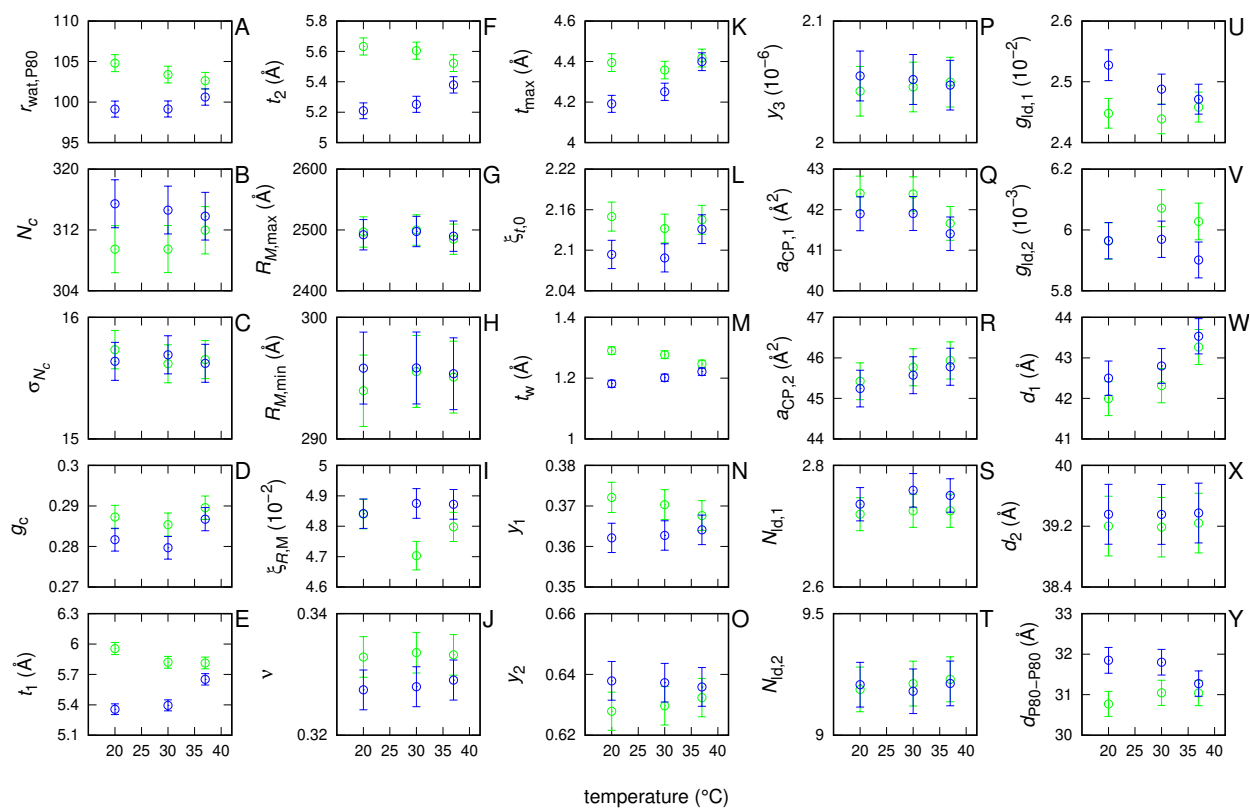 A
110
105
100
95
r_wat,P80
F
5.8
5.6
5.4
5.2
5
t_2 (Å)
K
4.6
4.4
4.2
4
t_max (Å)
P
2.1
2
y_3 (10^-6)
U
2.6
2.5
2.4
g_ld,1 (10^-2)
B
320
312
304
N_c
G
2600
2500
2400
R_M,max (Å)
L
2.22
2.16
2.1
2.04
ξ_t,0
Q
43
42
41
40
a_CP,1 (Å^2)
V
6.2
6
5.8
g_ld,2 (10^-3)
C
16
15
σ_N_c
H
300
290
R_M,min (Å)
M
1.4
1.2
1
t_w (Å)
R
47
46
45
44
a_CP,2 (Å^2)
W
44
43
42
41
d_1 (Å)
D
0.3
0.29
0.28
0.27
g_c
I
5
4.9
4.8
4.7
4.6
ξ_R,M (10^-2)
N
0.38
0.37
0.36
0.35
y_1
S
2.8
2.6
N_ld,1
X
40
39.2
38.4
d_2 (Å)
E
6.3
6
5.7
5.4
5.1
t_1 (Å)
20 25 30 35 40
J
0.34
0.32
ν
20 25 30 35 40
O
0.66
0.64
0.62
y_2
20 25 30 35 40
T
9.5
9
N_ld,2
20 25 30 35 40
Y
33
32
31
30
d_P80–P80 (Å)
20 25 30 35 40
temperature (°C)